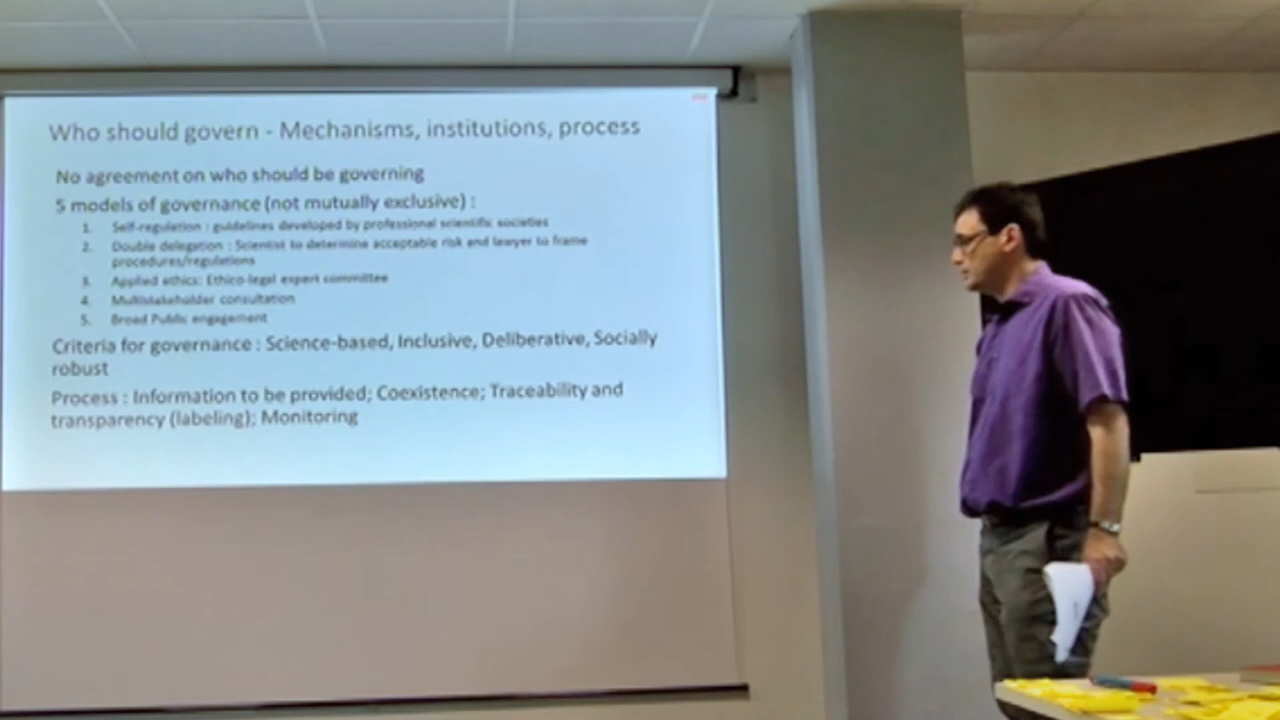 Who should govern - Mechanisms, institutions, process
No agreement on who should be governing
5 models of governance (not mutually exclusive) :
1. Self-regulation : guidelines developed by professional scientific societies
2. Double delegation : Scientist to determine acceptable risk and lawyer to frame
procedures/regulations
3. Applied ethics: Ethico-legal expert committee
4. Multistakeholder consultation
5. Broad Public engagement
Criteria for governance : Science-based, Inclusive, Deliberative, Socially
robust
Process : Information to be provided; Coexistence; Traceability and
transparency (labeling); Monitoring